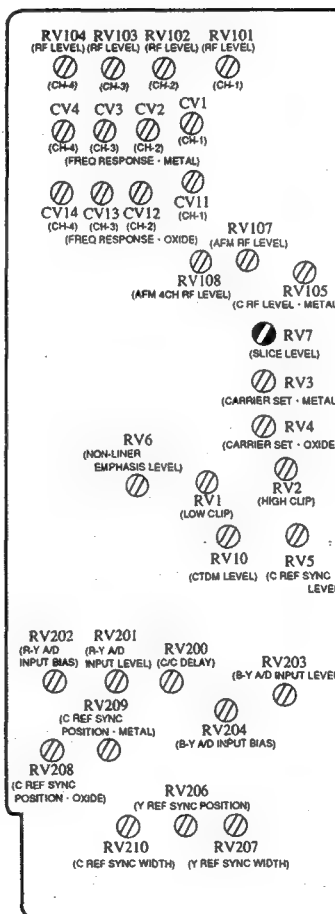 RV104 RV103 RV102 RV101
(RF LEVEL) (RF LEVEL) (RF LEVEL) (RF LEVEL)
(CH-4) (CH-3) (CH-2) (CH-1)
CV4 CV3 CV2 CV1
(CH-4) (CH-3) (CH-2) (CH-1)
(FREQ RESPONSE · METAL)
CV14 CV13 CV12 CV11
(CH-4) (CH-3) (CH-2) (CH-1)
(FREQ RESPONSE · OXIDE)
RV107
(AFM RF LEVEL)
RV108
(AFM 4CH RF LEVEL)
RV105
(C RF LEVEL · METAL
RV7
(SLICE LEVEL)
RV3
(CARRIER SET · METAL
RV4
(CARRIER SET · OXIDE
RV6
(NON-LINER
EMPHASIS LEVEL)
RV1
(LOW CLIP)
RV2
(HIGH CLIP)
RV10
(CTDM LEVEL)
RV5
(C REF SYNC
LEVE
RV202
(R-Y A/D
INPUT BIAS)
RV201
(R-Y A/D
INPUT LEVEL)
RV200
(C/C DELAY)
RV203
(B-Y A/D INPUT LEVE
RV209
(C REF SYNC
POSITION · METAL)
RV204
(B-Y A/D INPUT BIAS)
RV208
(C REF SYNC
POSITION · OXIDE)
RV206
(Y REF SYNC POSITION)
RV210
(C REF SYNC WIDTH)
RV207
(Y REF SYNC WIDTH)